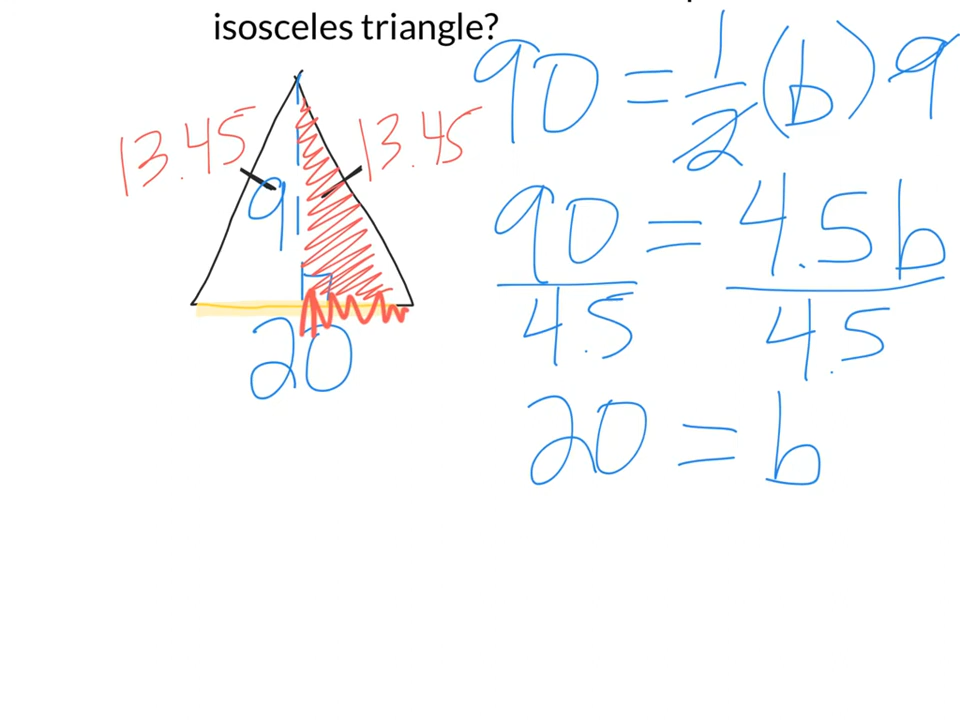 isosceles triangle?
90 = 1/2 (b) 9
13.45 13.45
9
90 = 4.5b
4.5 4.5
20
20 = b